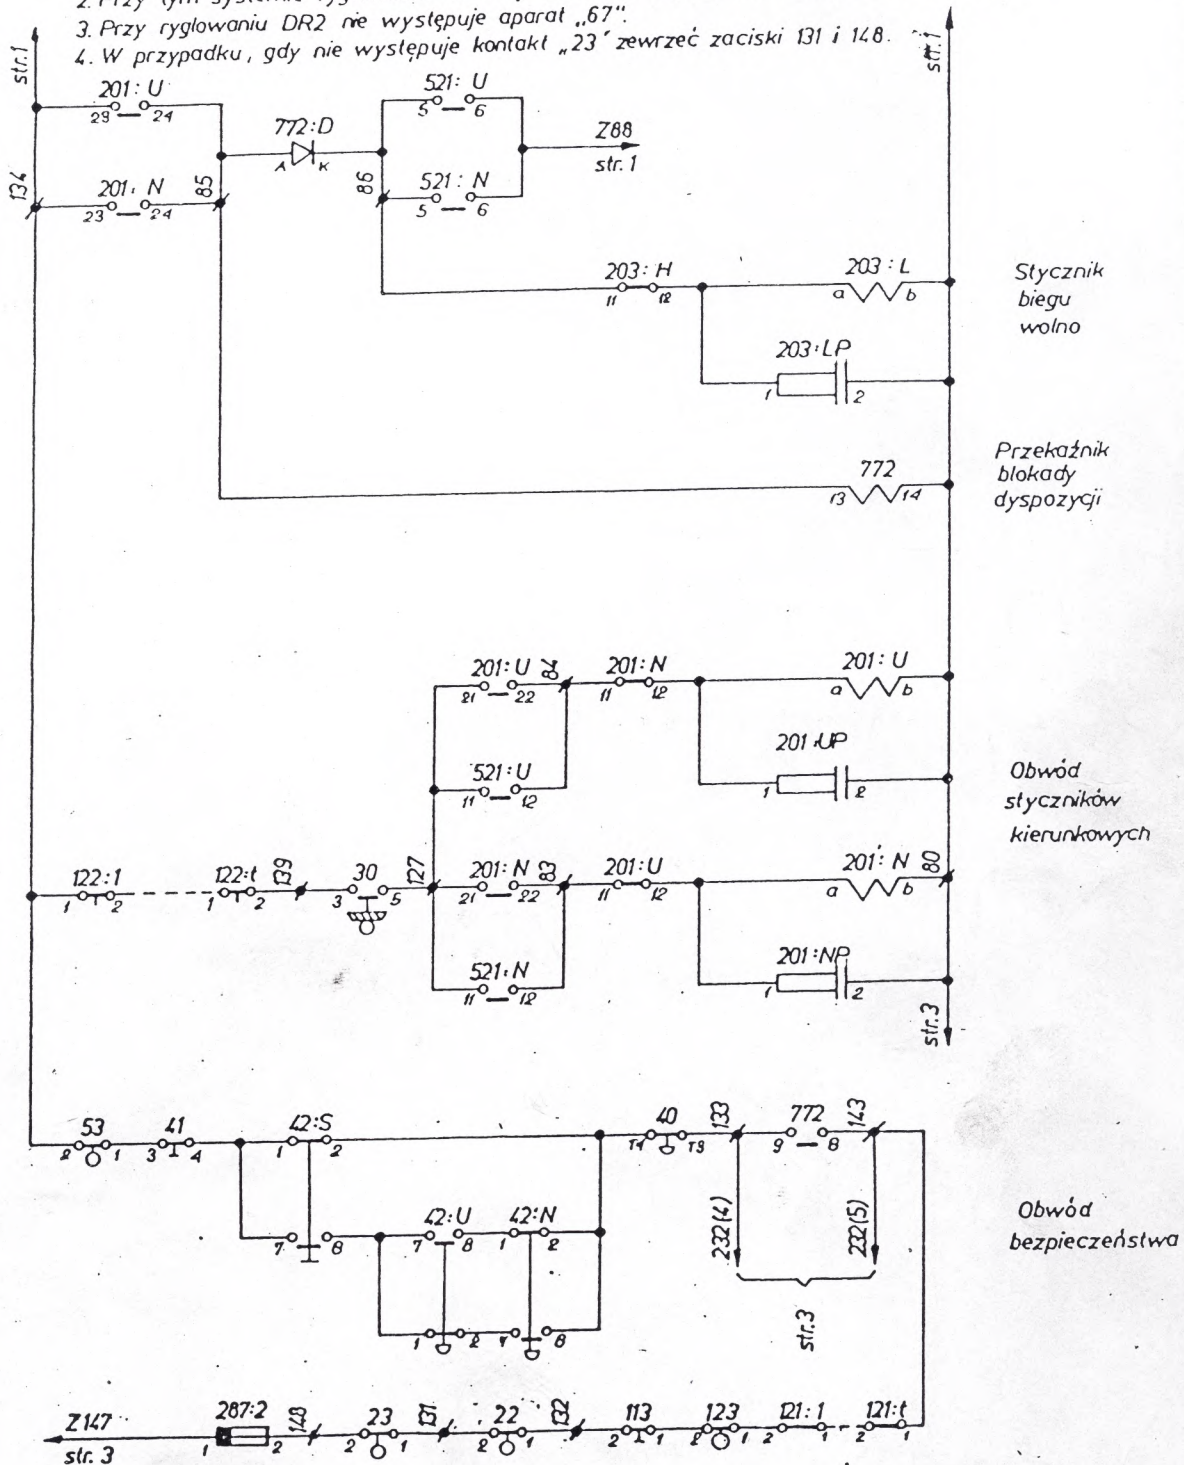 3. Przy ryglowaniu DR2 nie występuje aparat „67".
4. W przypadku, gdy nie występuje kontakt „23" zewrzeć zaciski 131 i 148.
str.1
str.1
201:U
23 24
521:U
5 6
772:D
A K
Z88
str. 1
134
201:N
23 24
85
86
521:N
5 6
203:H
11 12
203:L
a b
Stycznik
biegu
wolno
203:LP
1 2
772
13 14
Przekaźnik
blokady
dyspozycji
201:U
21 22
84
201:N
11 12
201:U
a b
521:U
11 12
201:UP
1 2
Obwód
styczników
kierunkowych
122:1
1 2
122:t
1 2
139
30
3 5
127
201:N
21 22
83
201:U
11 12
201:N
a b
80
521:N
11 12
201:NP
1 2
str.3
53
2 1
41
3 4
42:S
1 2
40
T4 T3
133
772
9 8
143
7 8
42:U
7 8
42:N
1 2
232(4)
232(5)
Obwód
bezpieczeństwa
1 2
7 8
str.3
Z147
str. 3
287:2
1 2
148
23
2 1
131
22
2 1
132
113
2 1
123
2 1
121:1
2 1
121:t
2 1